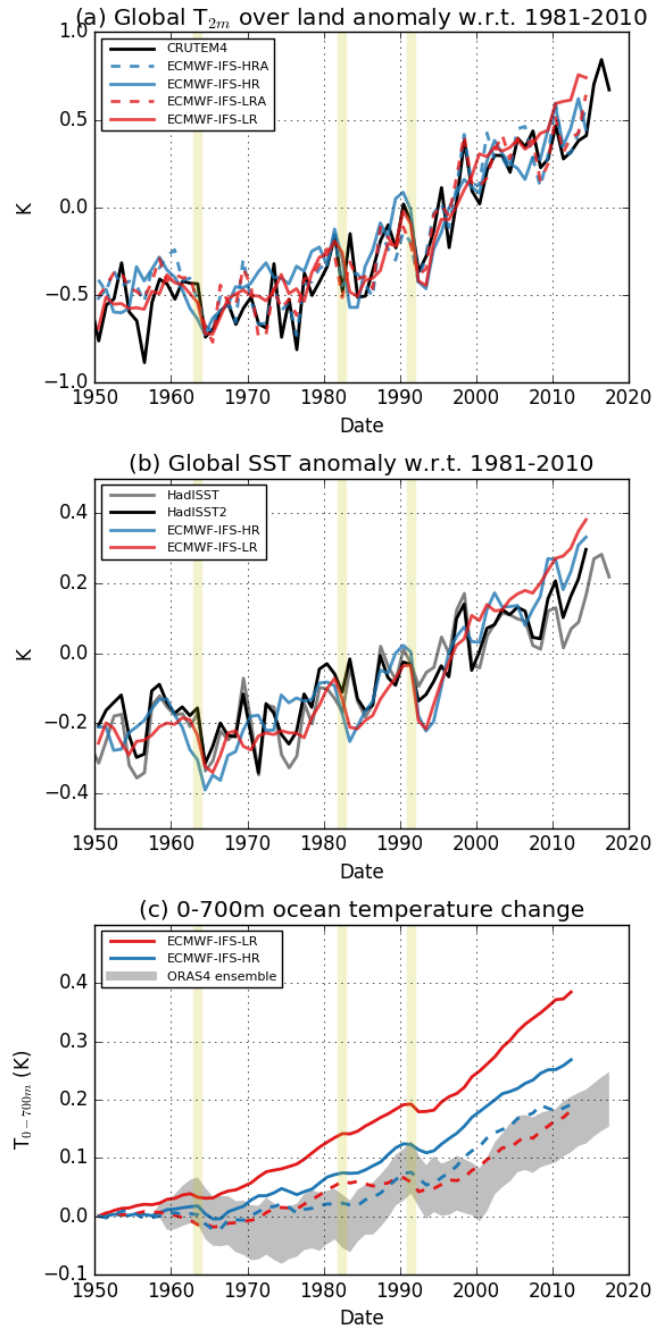 (a) Global T2m over land anomaly w.r.t. 1981-2010
1.0
CRUTEM4
ECMWF-IFS-HRA
ECMWF-IFS-HR
ECMWF-IFS-LRA
ECMWF-IFS-LR
0.5
K
0.0
−0.5
−1.0
1950 1960 1970 1980 1990 2000 2010 2020
Date
(b) Global SST anomaly w.r.t. 1981-2010
HadISST
HadISST2
ECMWF-IFS-HR
ECMWF-IFS-LR
0.4
0.2
K
0.0
−0.2
−0.4
1950 1960 1970 1980 1990 2000 2010 2020
Date
(c) 0-700m ocean temperature change
ECMWF-IFS-LR
ECMWF-IFS-HR
ORAS4 ensemble
0.4
0.3
T0−700m (K)
0.2
0.1
0.0
−0.1
1950 1960 1970 1980 1990 2000 2010 2020
Date